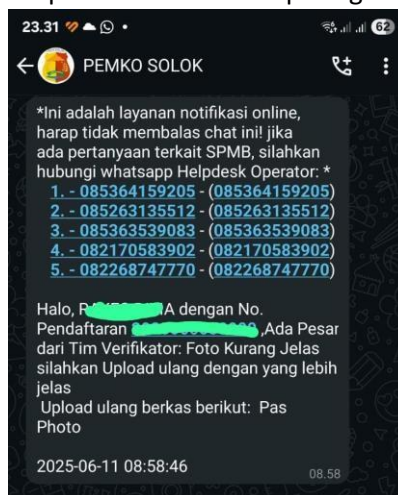 23.31
62
PEMKO SOLOK
*Ini adalah layanan notifikasi online,
harap tidak membalas chat ini! jika
ada pertanyaan terkait SPMB, silahkan
hubungi whatsapp Helpdesk Operator: *
1. - 085364159205 - (085364159205)
2. - 085263135512 - (085263135512)
3. - 085363539083 - (085363539083)
4. - 082170583902 - (082170583902)
5. - 082268747770 - (082268747770)
Halo, dengan No.
Pendaftaran ,Ada Pesar
dari Tim Verifikator: Foto Kurang Jelas
silahkan Upload ulang dengan yang lebih
jelas
Upload ulang berkas berikut: Pas
Photo
2025-06-11 08:58:46
08.58